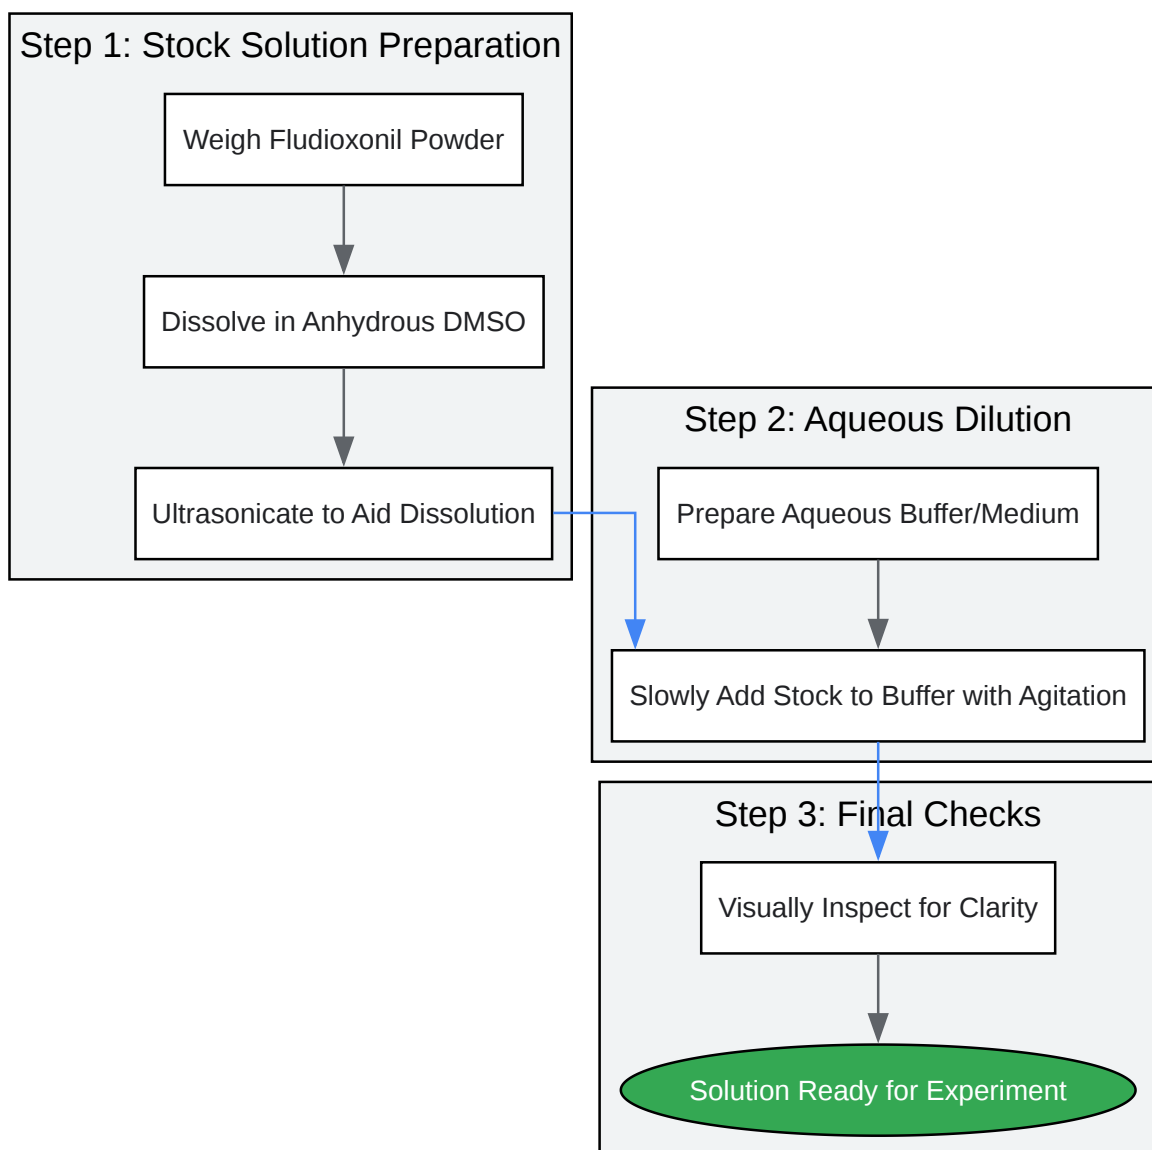 Step 1: Stock Solution Preparation
Weigh Fludioxonil Powder
Dissolve in Anhydrous DMSO
Ultrasonicate to Aid Dissolution
Step 2: Aqueous Dilution
Prepare Aqueous Buffer/Medium
Slowly Add Stock to Buffer with Agitation
Step 3: Final Checks
Visually Inspect for Clarity
Solution Ready for Experiment